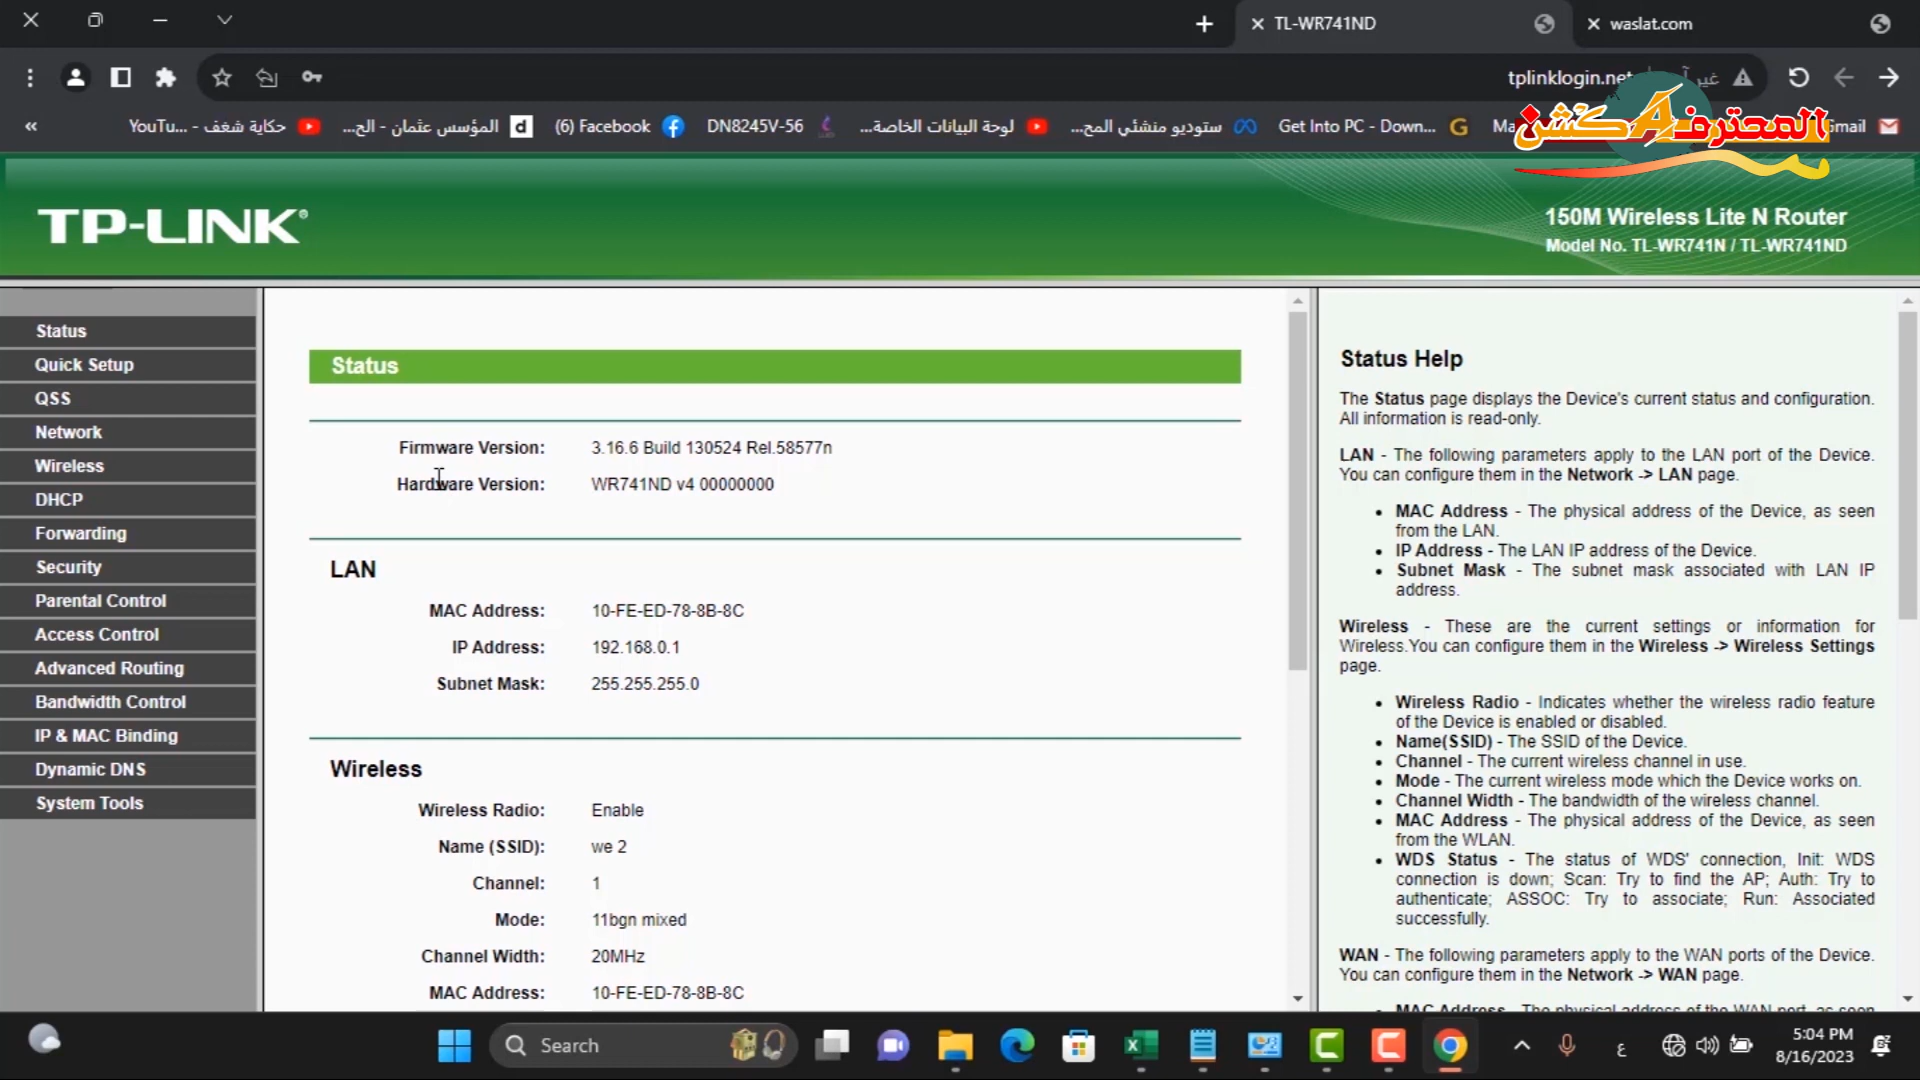 TL-WR741ND
waslat.com
tplinklogin.net
حكاية شغف - YouTu...
المؤسس عثمان - الح...
(6) Facebook
DN8245V-56
لوحة البيانات الخاصة...
ستوديو منشئي المح...
Get Into PC - Down...
Gmail
المحترف A كشن
TP-LINK®
150M Wireless Lite N Router
Model No. TL-WR741N / TL-WR741ND
Status
Quick Setup
QSS
Network
Wireless
DHCP
Forwarding
Security
Parental Control
Access Control
Advanced Routing
Bandwidth Control
IP & MAC Binding
Dynamic DNS
System Tools
Status
Firmware Version: 3.16.6 Build 130524 Rel.58577n
Hardware Version: WR741ND v4 00000000
LAN
MAC Address: 10-FE-ED-78-8B-8C
IP Address: 192.168.0.1
Subnet Mask: 255.255.255.0
Wireless
Wireless Radio: Enable
Name (SSID): we 2
Channel: 1
Mode: 11bgn mixed
Channel Width: 20MHz
MAC Address: 10-FE-ED-78-8B-8C
Status Help
The Status page displays the Device's current status and configuration.
All information is read-only.
LAN - The following parameters apply to the LAN port of the Device.
You can configure them in the Network -> LAN page.
• MAC Address - The physical address of the Device, as seen
from the LAN.
• IP Address - The LAN IP address of the Device.
• Subnet Mask - The subnet mask associated with LAN IP
address.
Wireless - These are the current settings or information for
Wireless.You can configure them in the Wireless -> Wireless Settings
page.
• Wireless Radio - Indicates whether the wireless radio feature
of the Device is enabled or disabled.
• Name(SSID) - The SSID of the Device.
• Channel - The current wireless channel in use.
• Mode - The current wireless mode which the Device works on.
• Channel Width - The bandwidth of the wireless channel.
• MAC Address - The physical address of the Device, as seen
from the WLAN.
• WDS Status - The status of WDS' connection, Init: WDS
connection is down; Scan: Try to find the AP; Auth: Try to
authenticate; ASSOC: Try to associate; Run: Associated
successfully.
WAN - The following parameters apply to the WAN ports of the Device.
You can configure them in the Network -> WAN page.
MAC Address - The physical address of the WAN port, as seen
Search
ع
5:04 PM
8/16/2023